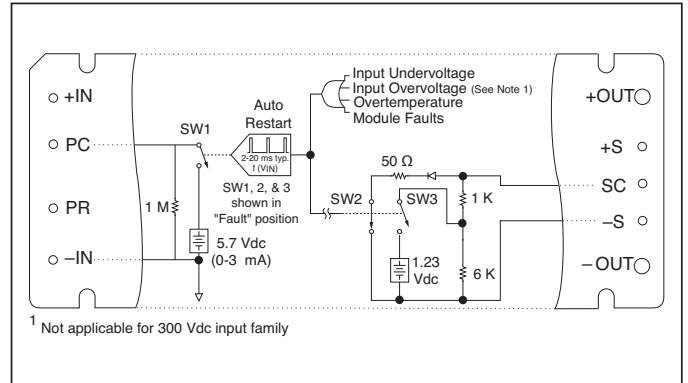 +IN
PC
PR
–IN
SW1
1 M
5.7 Vdc
(0-3 mA)
Auto
Restart
2-20 ms typ.
f (VIN)
SW1, 2, & 3
shown in
"Fault" position
Input Undervoltage
Input Overvoltage (See Note 1)
Overtemperature
Module Faults
50 Ω
SW2
SW3
1 K
1.23
Vdc
6 K
+OUT
+S
SC
–S
–OUT
1 Not applicable for 300 Vdc input family